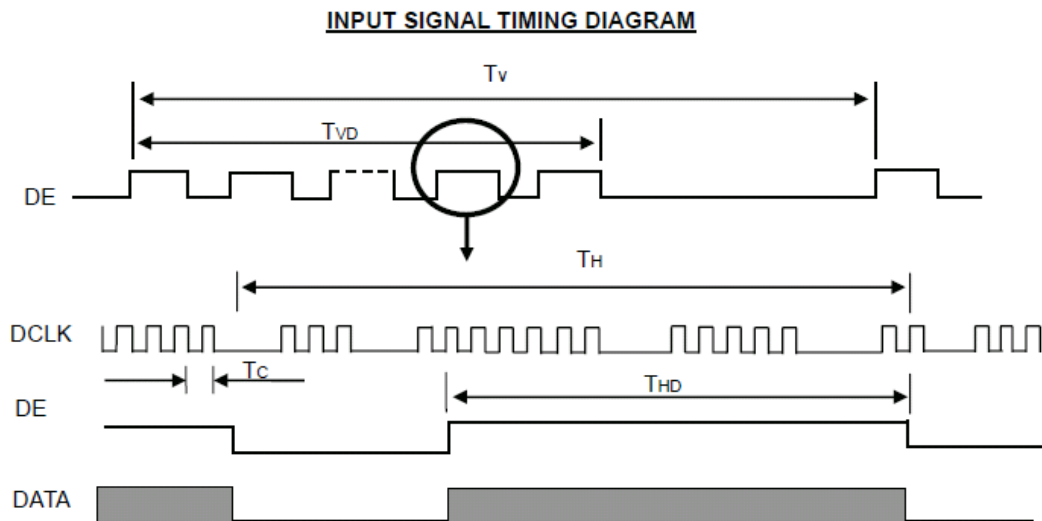 INPUT SIGNAL TIMING DIAGRAM
Tv
TVD
DE
TH
DCLK
TC
THD
DE
DATA